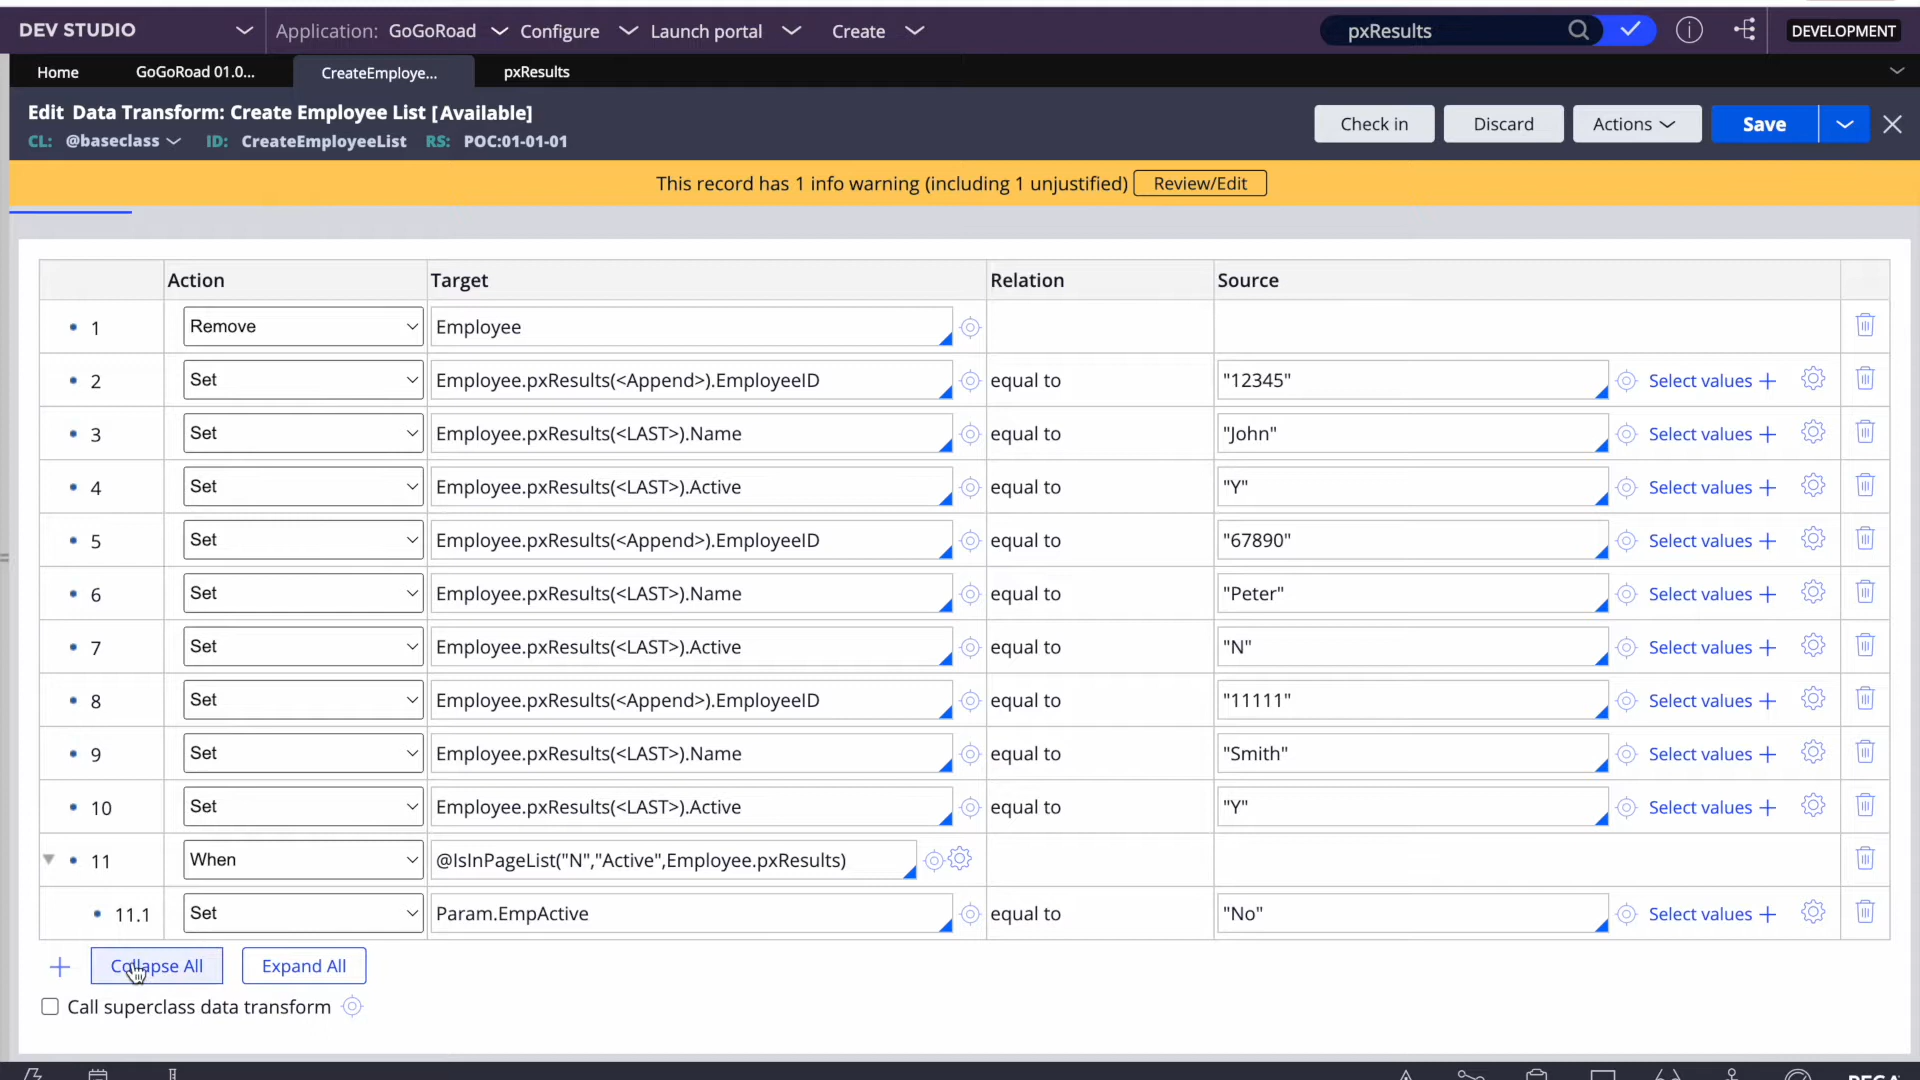 DEV STUDIO Application: GoGoRoad Configure Launch portal Create pxResults DEVELOPMENT
Home GoGoRoad 01.0... CreateEmploye... pxResults
Edit Data Transform: Create Employee List [Available]
CL: @baseclass ID: CreateEmployeeList RS: POC:01-01-01
Check in Discard Actions Save
This record has 1 info warning (including 1 unjustified) Review/Edit
Action Target Relation Source
1 Remove Employee
2 Set Employee.pxResults(<Append>).EmployeeID equal to "12345" Select values
3 Set Employee.pxResults(<LAST>).Name equal to "John" Select values
4 Set Employee.pxResults(<LAST>).Active equal to "Y" Select values
5 Set Employee.pxResults(<Append>).EmployeeID equal to "67890" Select values
6 Set Employee.pxResults(<LAST>).Name equal to "Peter" Select values
7 Set Employee.pxResults(<LAST>).Active equal to "N" Select values
8 Set Employee.pxResults(<Append>).EmployeeID equal to "11111" Select values
9 Set Employee.pxResults(<LAST>).Name equal to "Smith" Select values
10 Set Employee.pxResults(<LAST>).Active equal to "Y" Select values
11 When @IsInPageList("N","Active",Employee.pxResults)
11.1 Set Param.EmpActive equal to "No" Select values
Collapse All Expand All
Call superclass data transform
PEGA